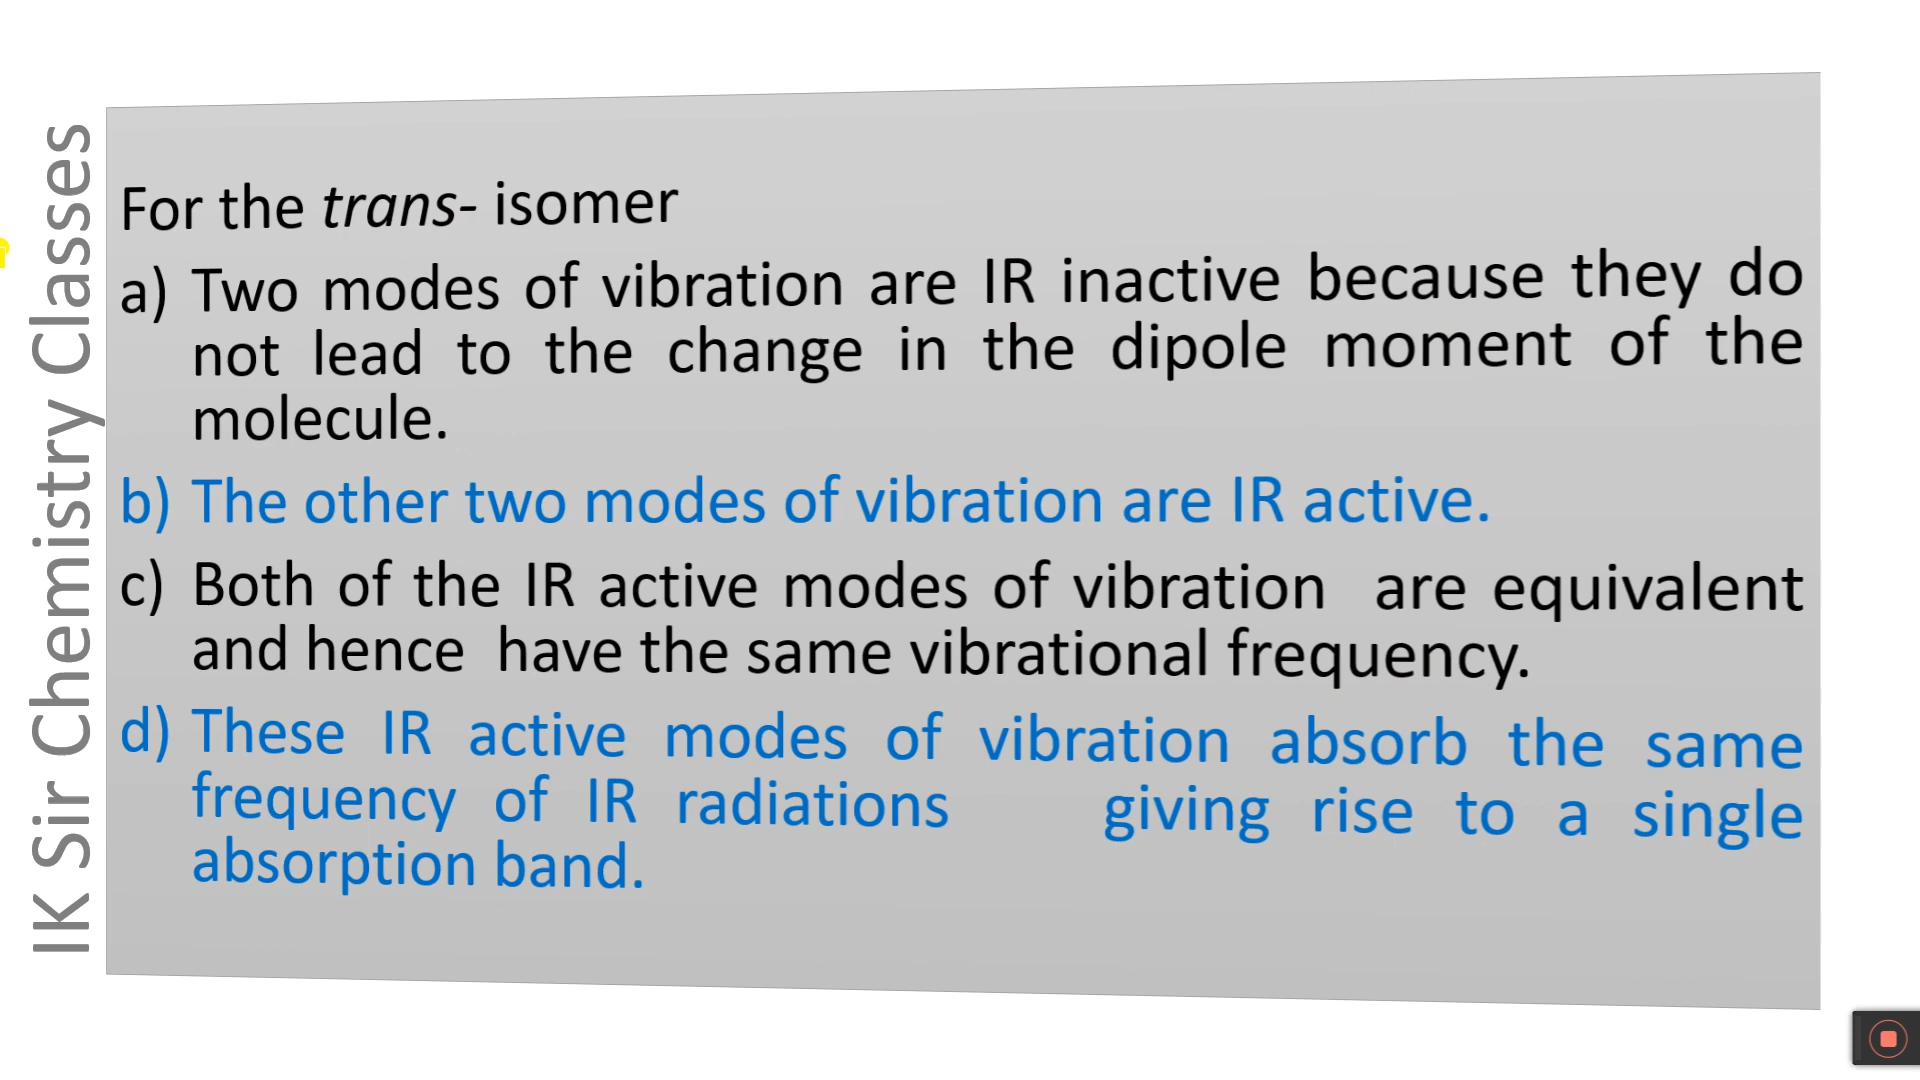 IK Sir Chemistry Classes
For the trans- isomer
a) Two modes of vibration are IR inactive because they do
not lead to the change in the dipole moment of the
molecule.
b) The other two modes of vibration are IR active.
c) Both of the IR active modes of vibration are equivalent
and hence have the same vibrational frequency.
d) These IR active modes of vibration absorb the same
frequency of IR radiations giving rise to a single
absorption band.